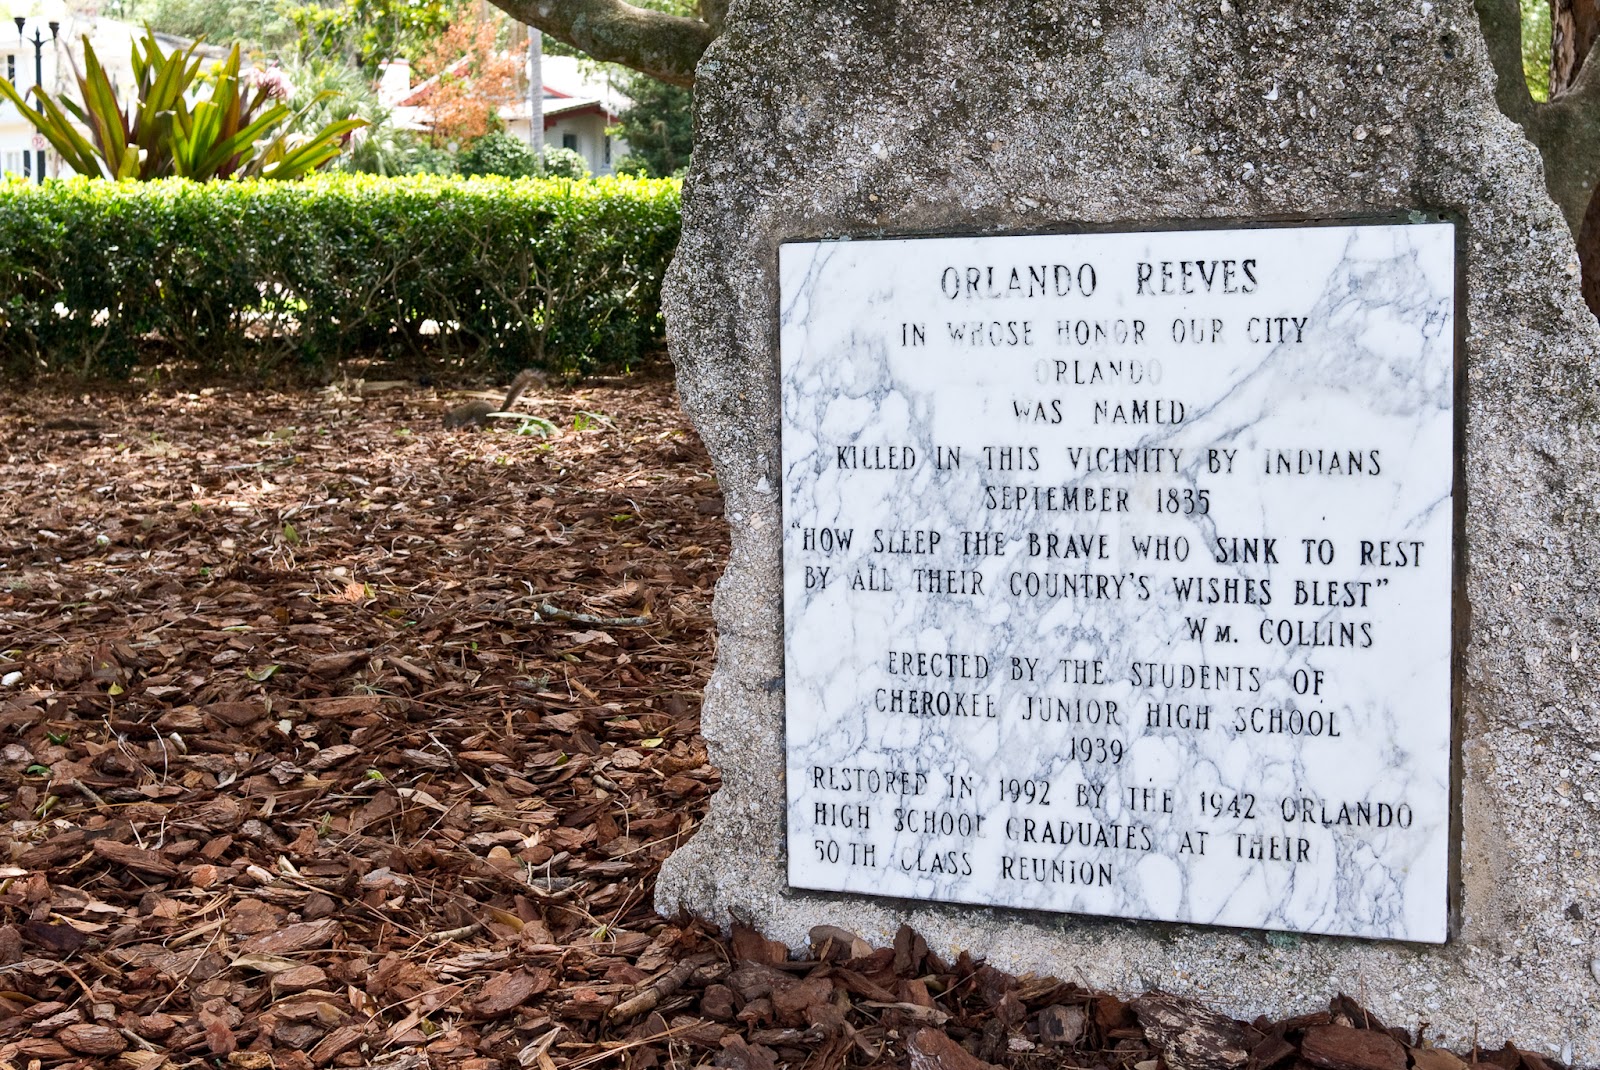 ORLANDO REEVES
IN WHOSE HONOR OUR CITY
ORLANDO
WAS NAMED
KILLED IN THIS VICINITY BY INDIANS
SEPTEMBER 1835
"HOW SLEEP THE BRAVE WHO SINK TO REST
BY ALL THEIR COUNTRY'S WISHES BLEST"
WM. COLLINS
ERECTED BY THE STUDENTS OF
CHEROKEE JUNIOR HIGH SCHOOL
1939
RESTORED IN 1992 BY THE 1942 ORLANDO
HIGH SCHOOL GRADUATES AT THEIR
50TH CLASS REUNION